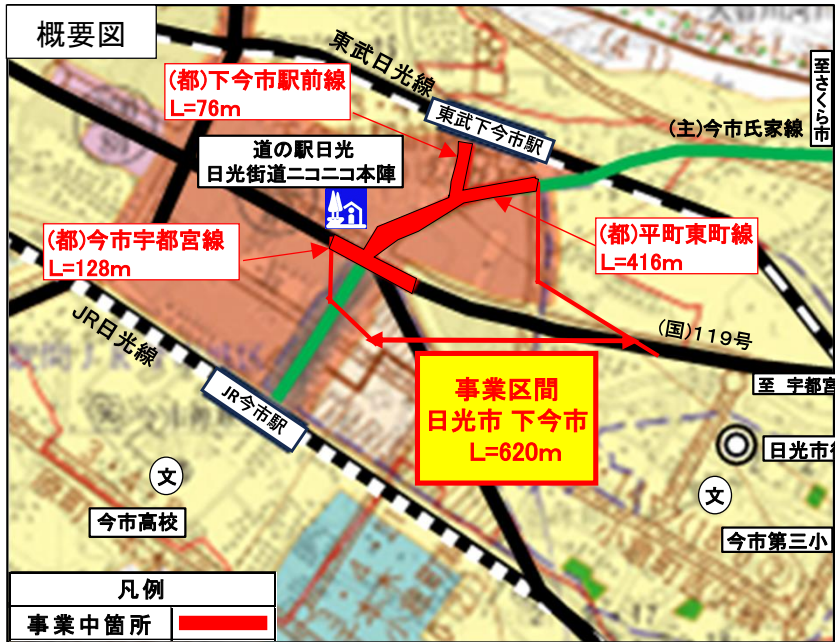 概要図
東武日光線
至さくら市
(都)下今市駅前線
L=76m
東武下今市駅
(主)今市氏家線
道の駅日光
日光街道ニコニコ本陣
(都)今市宇都宮線
L=128m
(都)平町東町線
L=416m
JR日光線
(国)119号
事業区間
日光市 下今市
L=620m
至 宇都宮
JR今市駅
日光市
文
今市高校
文
今市第三小
凡例
事業中箇所